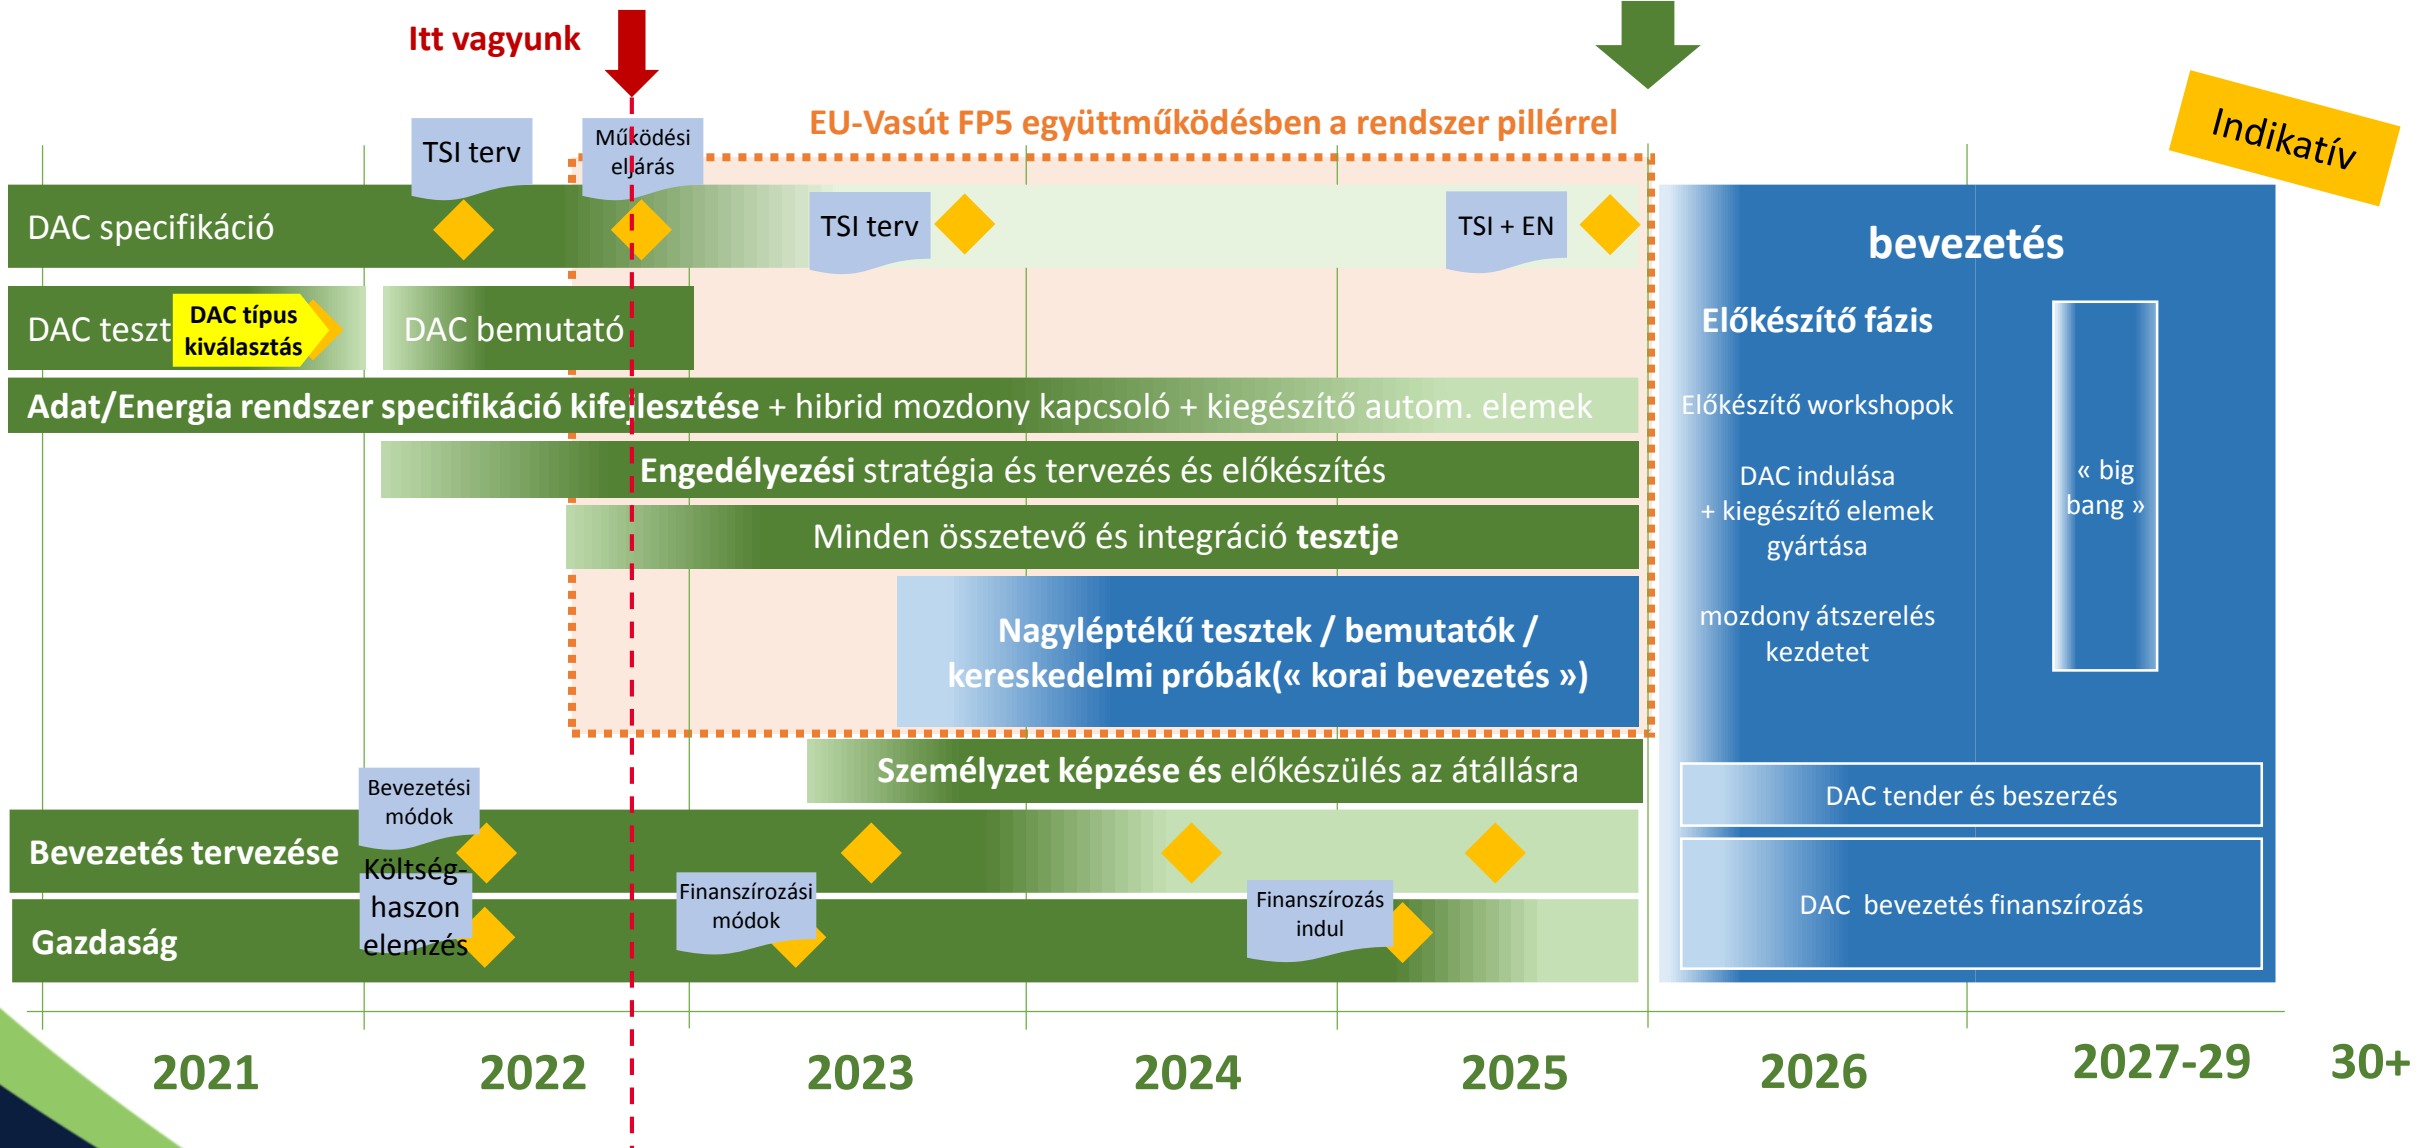 Itt vagyunk
EU-Vasút FP5 együttműködésben a rendszer pillérrel
Indikatív
TSI terv
Működési
eljárás
DAC specifikáció
TSI terv
TSI + EN
bevezetés
DAC teszt
DAC típus
kiválasztás
DAC bemutató
Előkészítő fázis
Adat/Energia rendszer specifikáció kifejlesztése + hibrid mozdony kapcsoló + kiegészítő autom. elemek
Előkészítő workshopok
Engedélyezési stratégia és tervezés és előkészítés
DAC indulása
+ kiegészítő elemek
gyártása
« big
bang »
Minden összetevő és integráció tesztje
Nagyléptékű tesztek / bemutatók /
kereskedelmi próbák(« korai bevezetés »)
mozdony átszerelés
kezdetet
Személyzet képzése és előkészülés az átállásra
DAC tender és beszerzés
Bevezetési
módok
Bevezetés tervezése
Költség-
haszon
elemzés
Finanszírozási
módok
Finanszírozás
indul
DAC bevezetés finanszírozás
Gazdaság
2021
2022
2023
2024
2025
2026
2027-29
30+